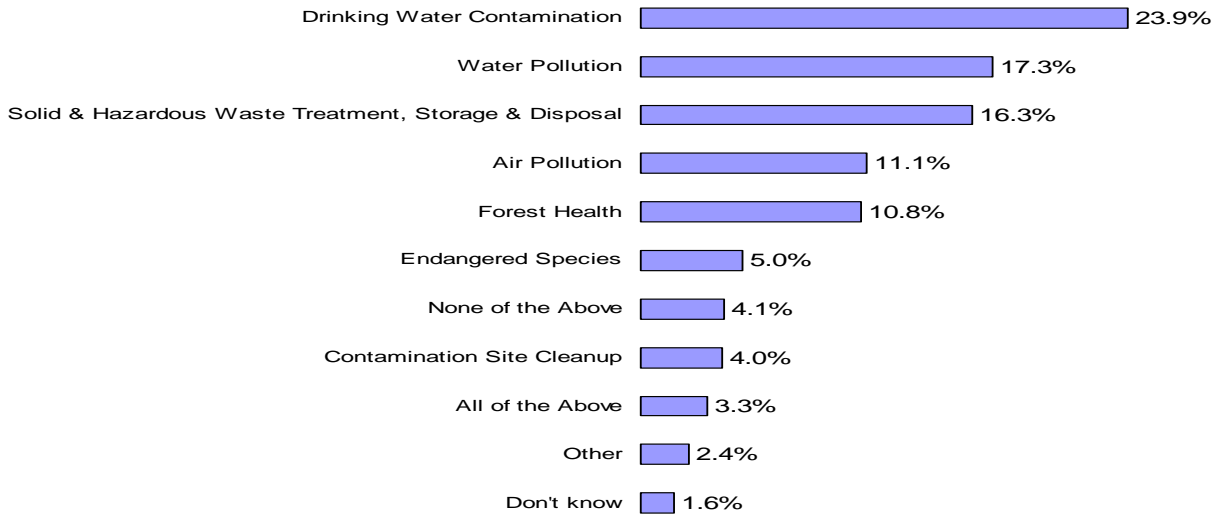 Drinking Water Contamination 23.9%
Water Pollution 17.3%
Solid & Hazardous Waste Treatment, Storage & Disposal 16.3%
Air Pollution 11.1%
Forest Health 10.8%
Endangered Species 5.0%
None of the Above 4.1%
Contamination Site Cleanup 4.0%
All of the Above 3.3%
Other 2.4%
Don't know 1.6%